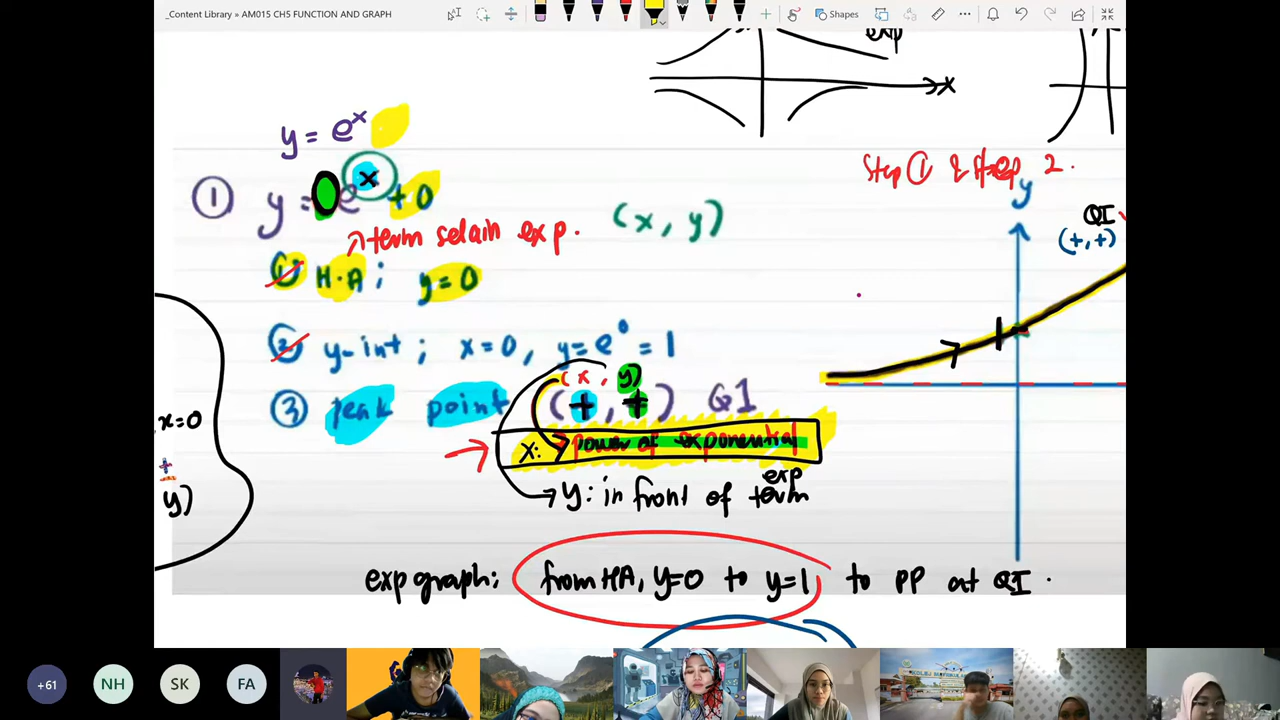 _Content Library » AM015 CH5 FUNCTION AND GRAPH
Shapes
exp
x
y = e^x
Step ① & Step 2.
① y = e^x + 0
term selain exp.
(x, y)
y
QI
(+,+)
① H.A ; y = 0
② y-int ; x = 0, y = e^0 = 1
(x, y)
③ peak point (+, +) Q1
x=0
+
y)
x: power of exponential
exp
y: in front of term
exp graph: from HA, y=0 to y=1 to PP at QI.
+61
NH
SK
FA